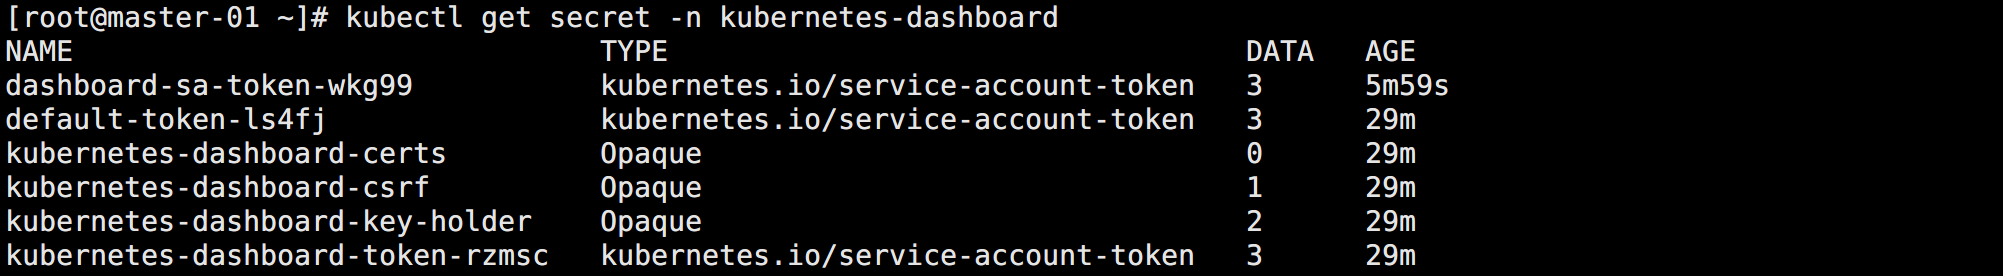 [root@master-01 ~]# kubectl get secret -n kubernetes-dashboard
NAME                               TYPE                                  DATA   AGE
dashboard-sa-token-wkg99           kubernetes.io/service-account-token   3      5m59s
default-token-ls4fj                kubernetes.io/service-account-token   3      29m
kubernetes-dashboard-certs         Opaque                                0      29m
kubernetes-dashboard-csrf          Opaque                                1      29m
kubernetes-dashboard-key-holder    Opaque                                2      29m
kubernetes-dashboard-token-rzmsc   kubernetes.io/service-account-token   3      29m